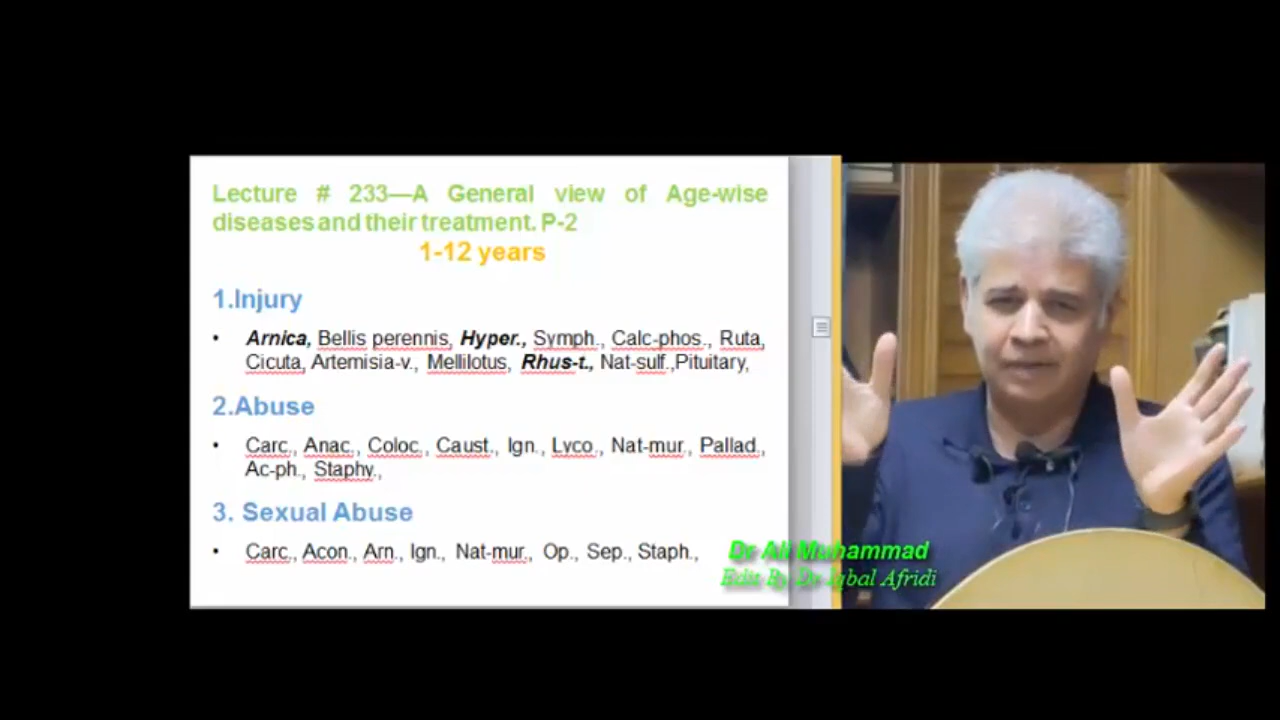 Lecture # 233—A General view of Age-wise
diseases and their treatment. P-2
1-12 years
1.Injury
• Arnica, Bellis perennis, Hyper., Symph., Calc-phos., Ruta,
Cicuta, Artemisia-v., Mellilotus, Rhus-t., Nat-sulf.,Pituitary,
2.Abuse
• Carc., Anac., Coloc., Caust., Ign., Lyco., Nat-mur., Pallad.,
Ac-ph., Staphy.,
3. Sexual Abuse
• Carc., Acon., Arn., Ign., Nat-mur., Op., Sep., Staph.,
Dr Ali Muhammad
Edit By Dr Iqbal Afridi